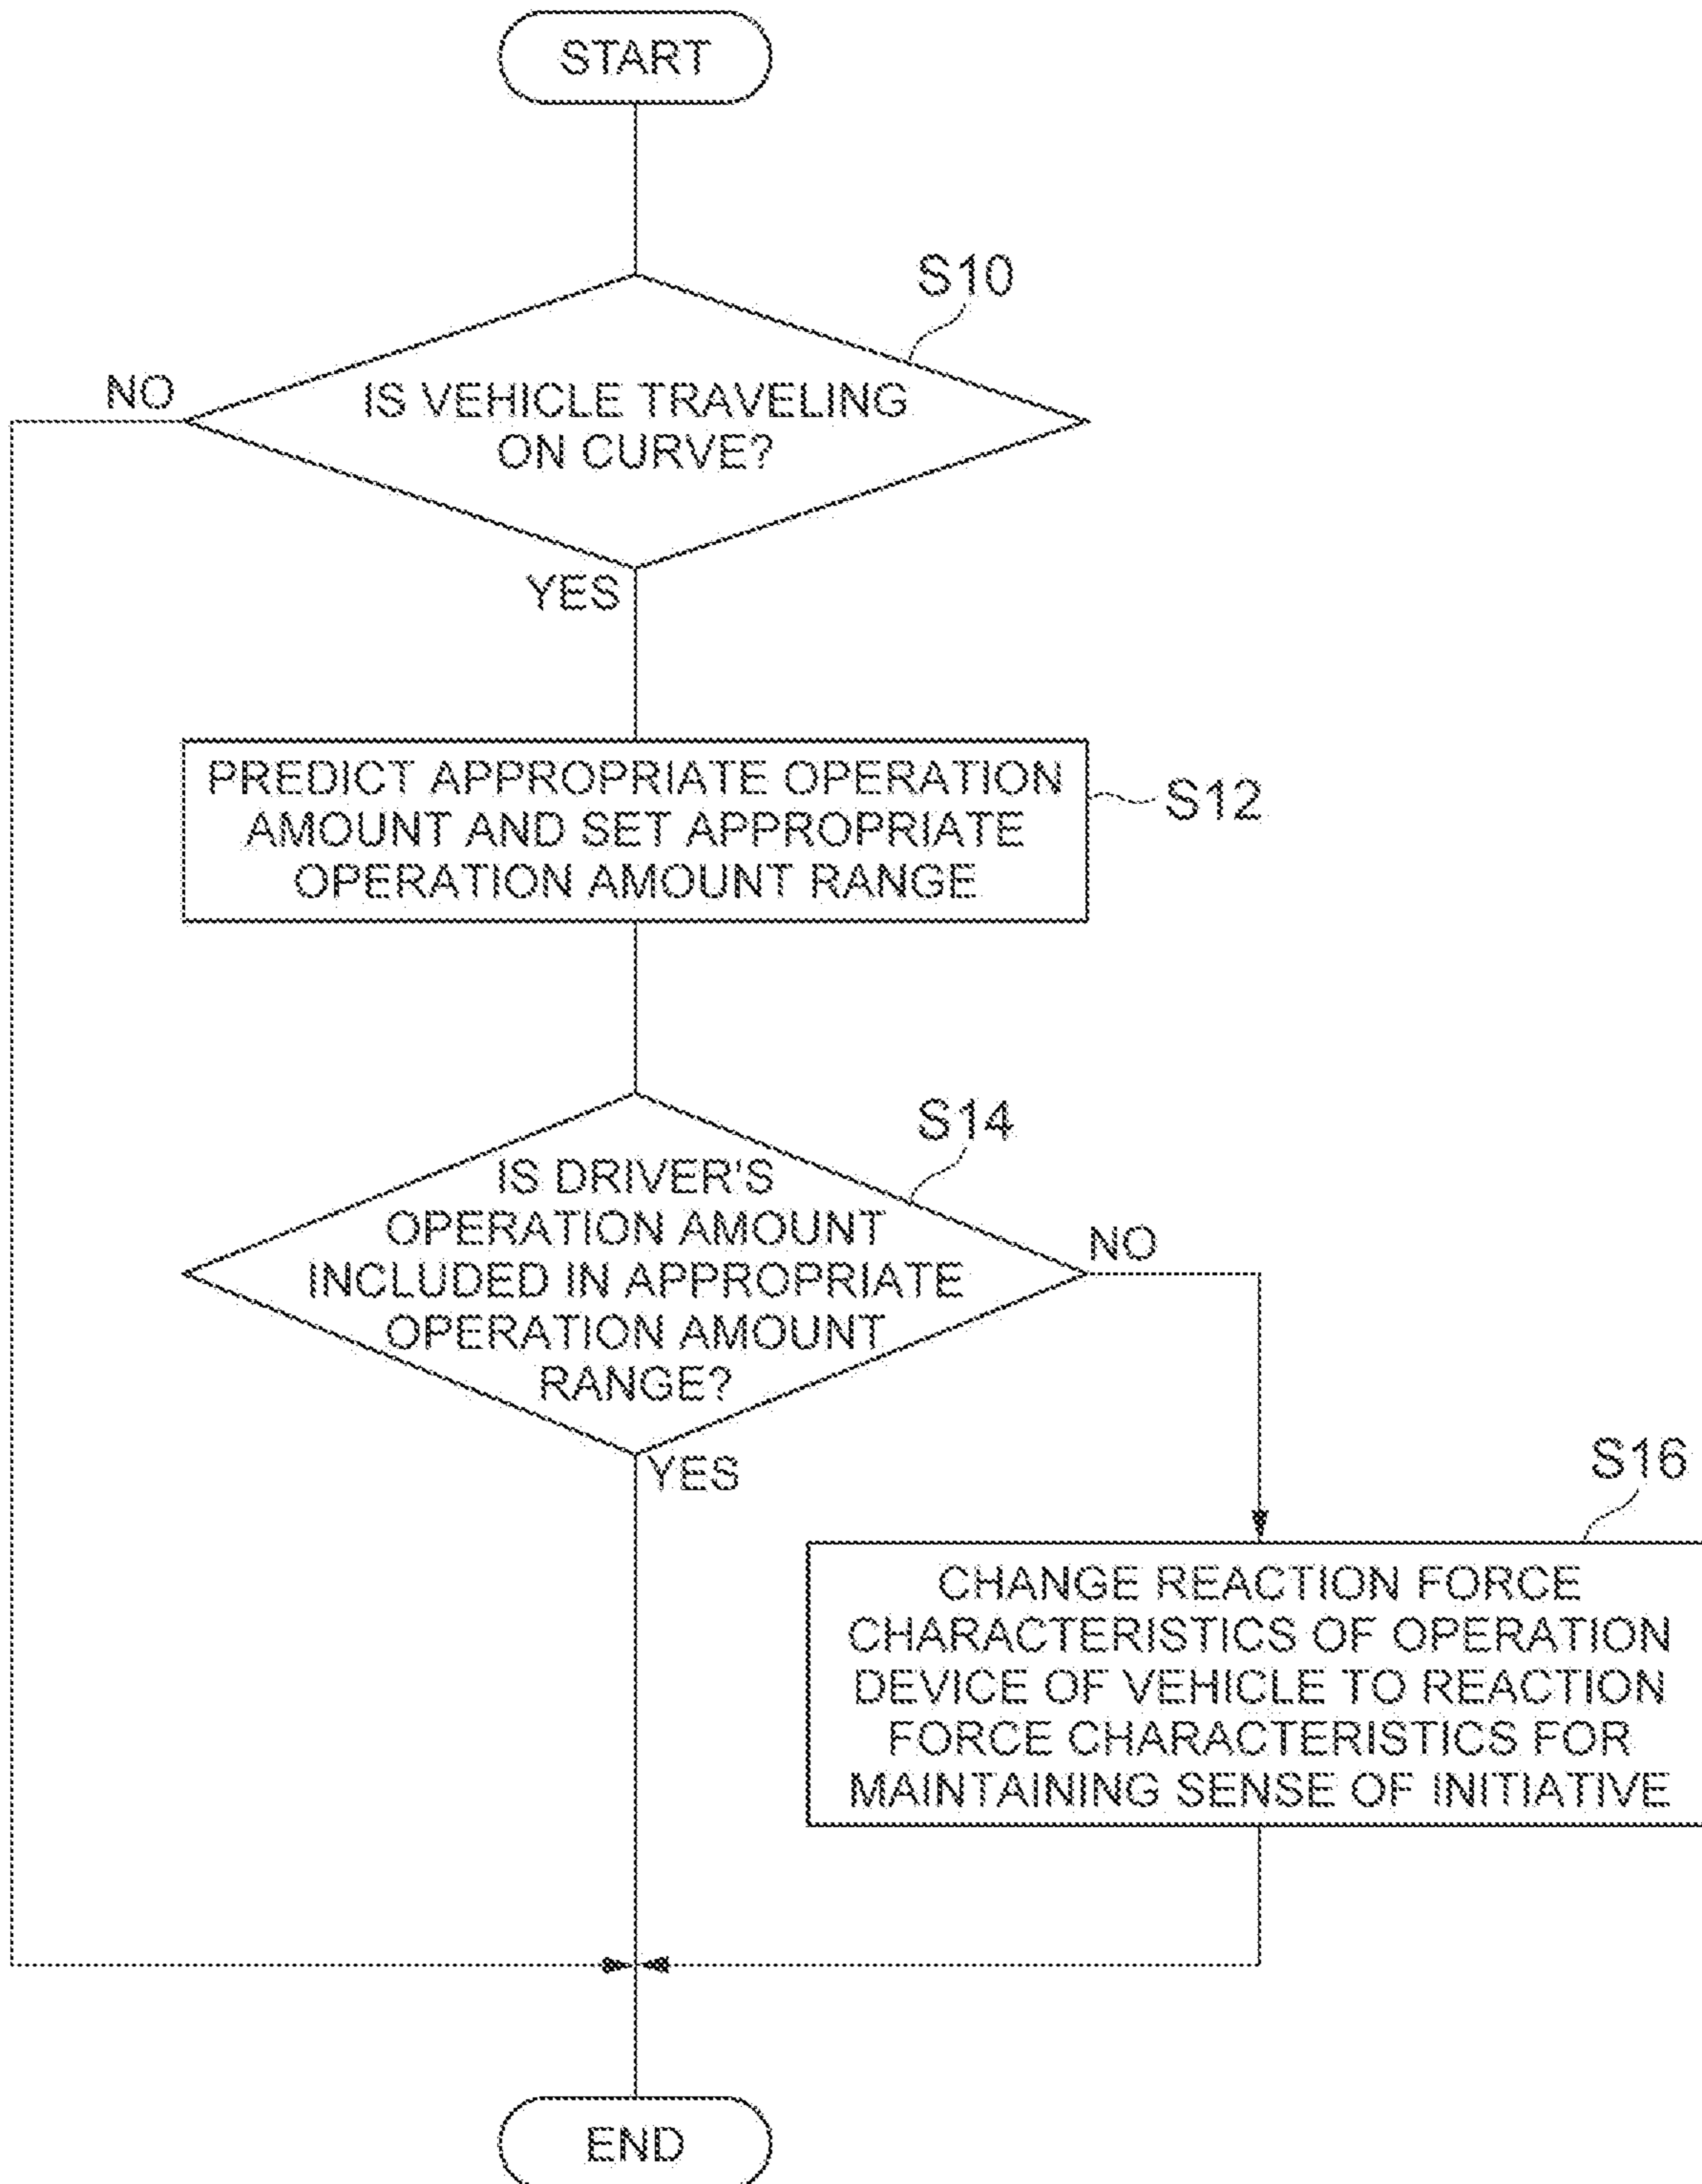 START
S10
NO
IS VEHICLE TRAVELING
ON CURVE?
YES
PREDICT APPROPRIATE OPERATION
AMOUNT AND SET APPROPRIATE
OPERATION AMOUNT RANGE
S12
S14
IS DRIVER'S
OPERATION AMOUNT
INCLUDED IN APPROPRIATE
OPERATION AMOUNT
RANGE?
NO
YES
S16
CHANGE REACTION FORCE
CHARACTERISTICS OF OPERATION
DEVICE OF VEHICLE TO REACTION
FORCE CHARACTERISTICS FOR
MAINTAINING SENSE OF INITIATIVE
END